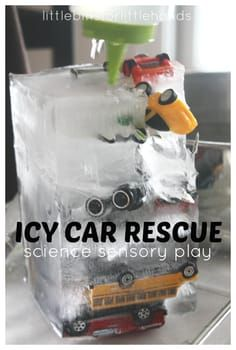 littlebinsforlittlehands
ICY CAR RESCUE
science sensory play